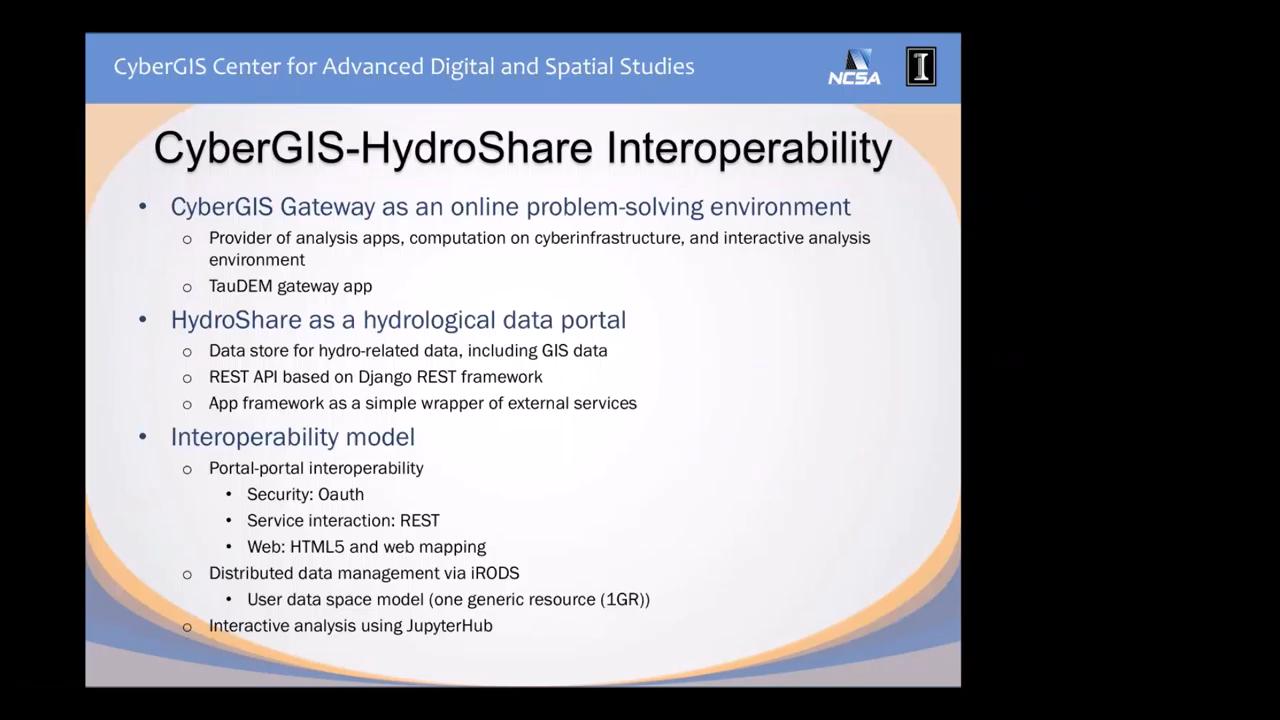 CyberGIS Center for Advanced Digital and Spatial Studies
NCSA
I
CyberGIS-HydroShare Interoperability
• CyberGIS Gateway as an online problem-solving environment
o Provider of analysis apps, computation on cyberinfrastructure, and interactive analysis
environment
o TauDEM gateway app
• HydroShare as a hydrological data portal
o Data store for hydro-related data, including GIS data
o REST API based on Django REST framework
o App framework as a simple wrapper of external services
• Interoperability model
o Portal-portal interoperability
• Security: Oauth
• Service interaction: REST
• Web: HTML5 and web mapping
o Distributed data management via iRODS
• User data space model (one generic resource (1GR))
o Interactive analysis using JupyterHub